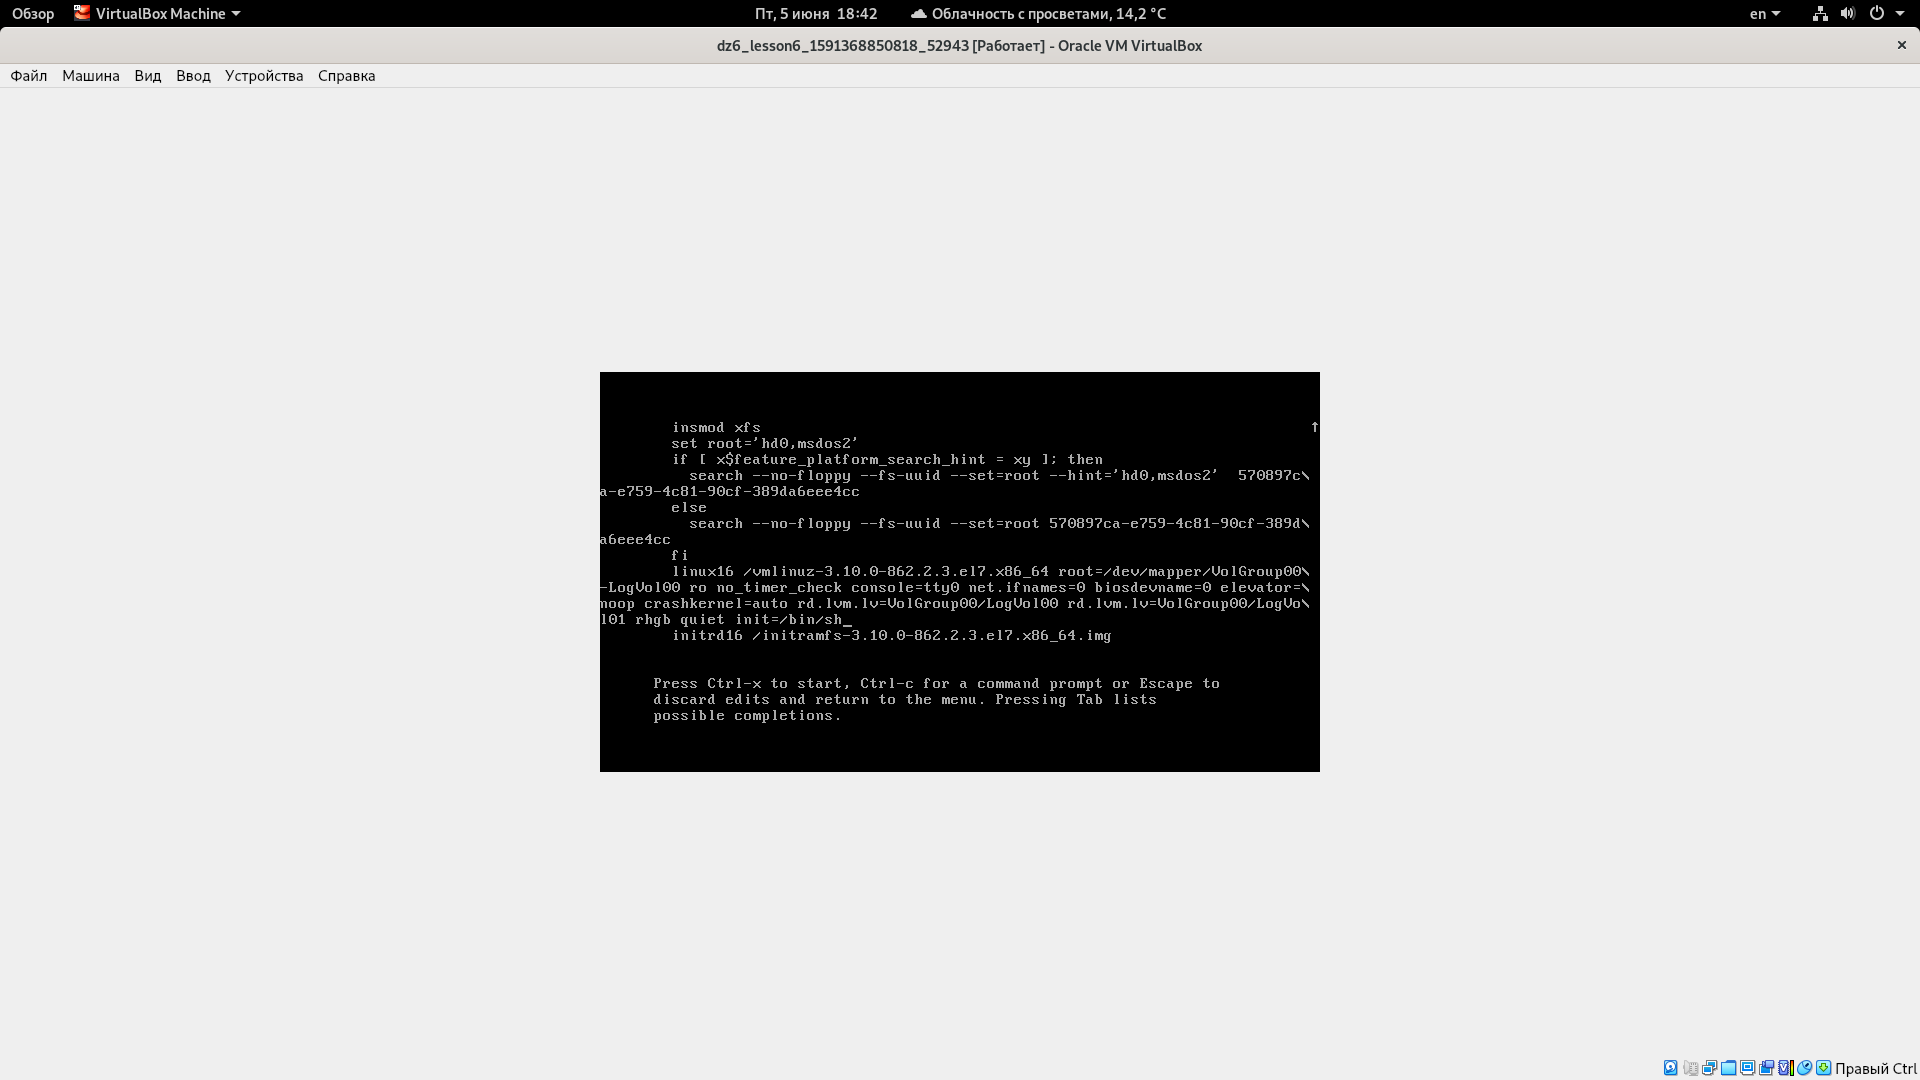 Обзор VirtualBox Machine Пт, 5 июня 18:42 Облачность с просветами, 14,2 °C en
dz6_lesson6_1591368850818_52943 [Работает] - Oracle VM VirtualBox
Файл Машина Вид Ввод Устройства Справка
insmod xfs
set root='hd0,msdos2'
if [ x$feature_platform_search_hint = xy ]; then
search --no-floppy --fs-uuid --set=root --hint='hd0,msdos2' 570897c\
a-e759-4c81-90cf-389da6eee4cc
else
search --no-floppy --fs-uuid --set=root 570897ca-e759-4c81-90cf-389d\
a6eee4cc
fi
linux16 /vmlinuz-3.10.0-862.2.3.el7.x86_64 root=/dev/mapper/VolGroup00\
-LogVol00 ro no_timer_check console=tty0 net.ifnames=0 biosdevname=0 elevator=\
noop crashkernel=auto rd.lvm.lv=VolGroup00/LogVol00 rd.lvm.lv=VolGroup00/LogVo\
l01 rhgb quiet init=/bin/sh_
initrd16 /initramfs-3.10.0-862.2.3.el7.x86_64.img
Press Ctrl-x to start, Ctrl-c for a command prompt or Escape to
discard edits and return to the menu. Pressing Tab lists
possible completions.
Правый Ctrl